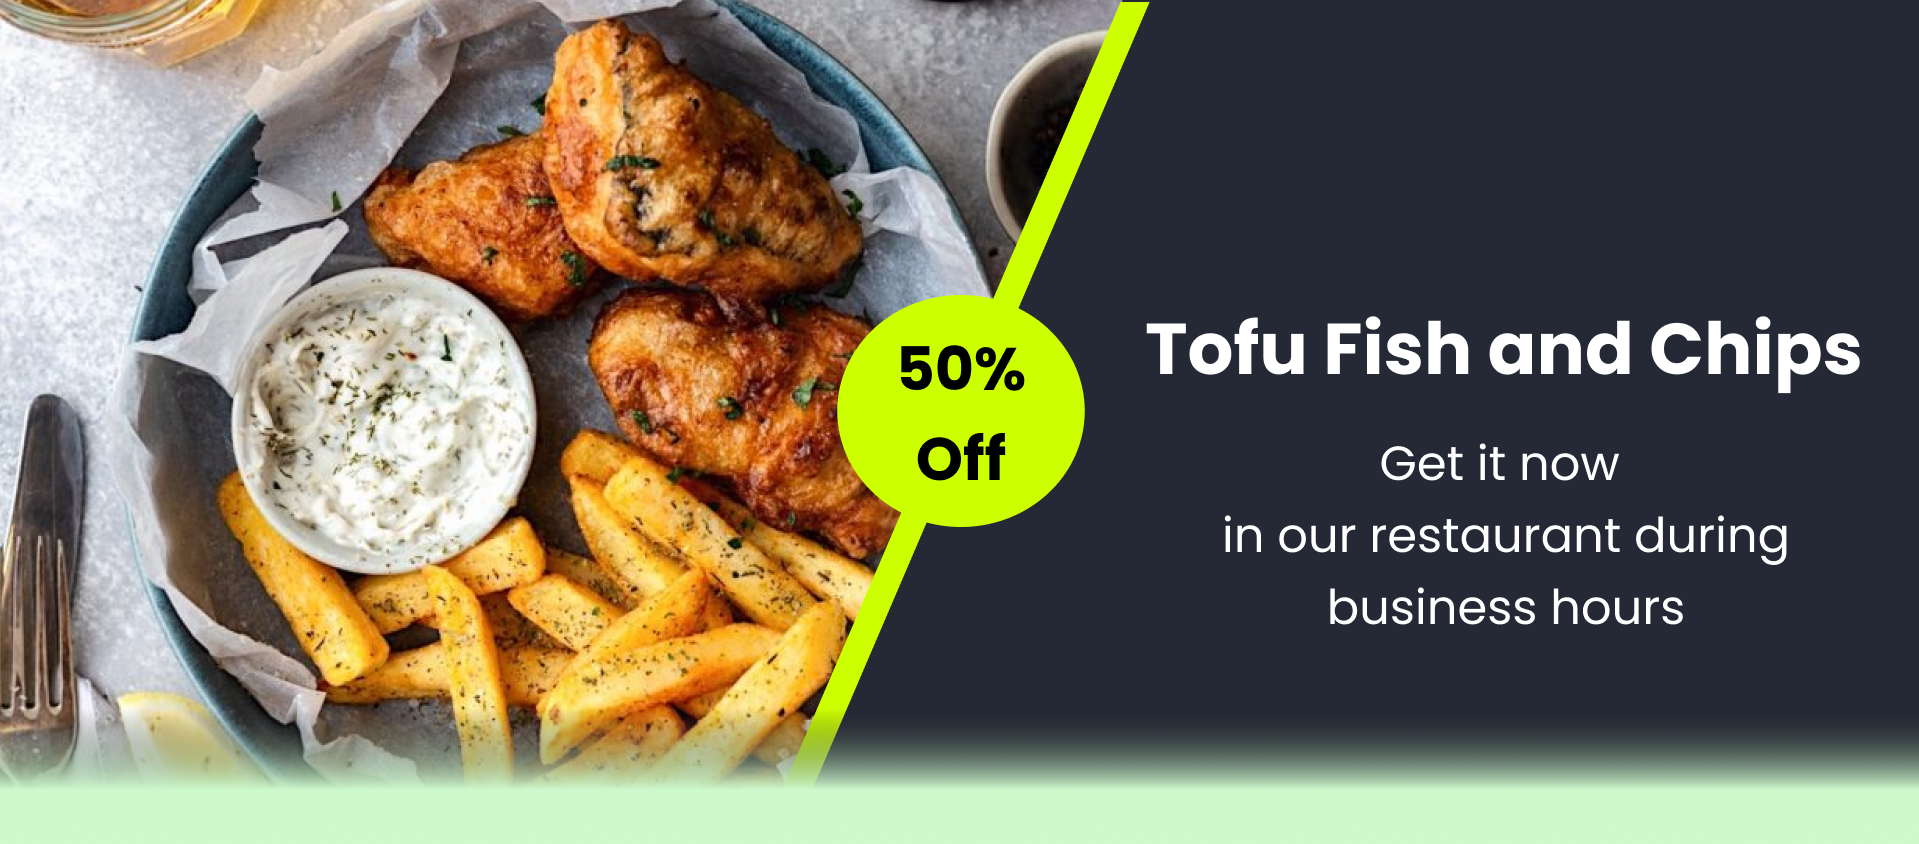 50%
Off
Tofu Fish and Chips
Get it now
in our restaurant during
business hours